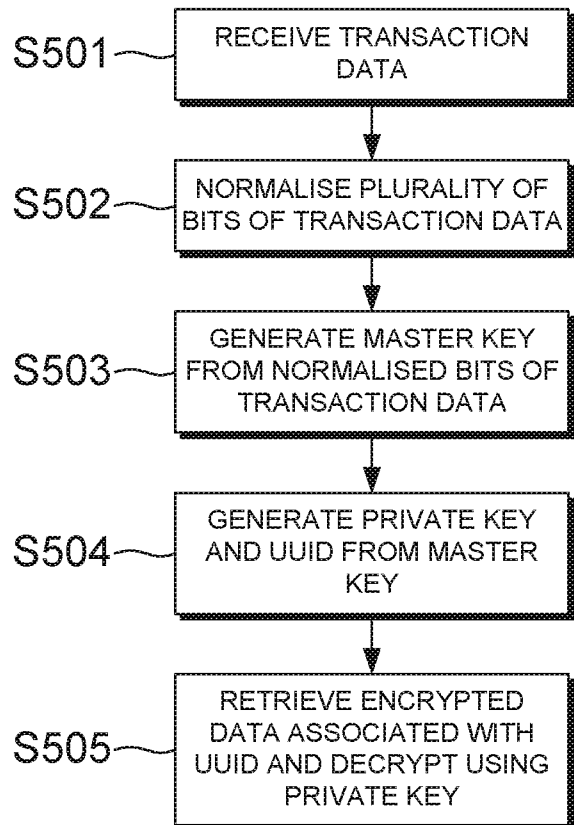 S501
RECEIVE TRANSACTION
DATA
S502
NORMALISE PLURALITY OF
BITS OF TRANSACTION DATA
S503
GENERATE MASTER KEY
FROM NORMALISED BITS OF
TRANSACTION DATA
S504
GENERATE PRIVATE KEY
AND UUID FROM MASTER
KEY
S505
RETRIEVE ENCRYPTED
DATA ASSOCIATED WITH
UUID AND DECRYPT USING
PRIVATE KEY